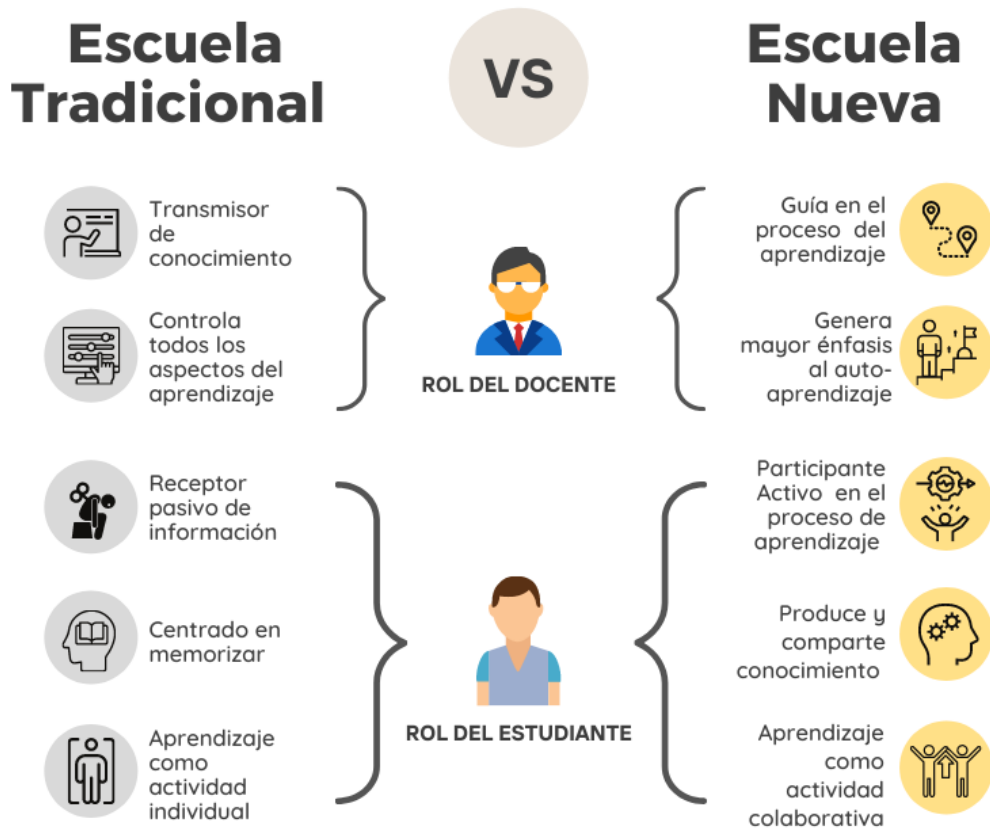 Escuela
Tradicional
VS
Escuela
Nueva
Transmisor
de
conocimiento
Controla
todos los
aspectos del
aprendizaje
ROL DEL DOCENTE
Guía en el
proceso del
aprendizaje
Genera
mayor énfasis
al auto-
aprendizaje
Receptor
pasivo de
información
Centrado en
memorizar
Aprendizaje
como
actividad
individual
ROL DEL ESTUDIANTE
Participante
Activo en el
proceso de
aprendizaje
Produce y
comparte
conocimiento
Aprendizaje
como
actividad
colaborativa